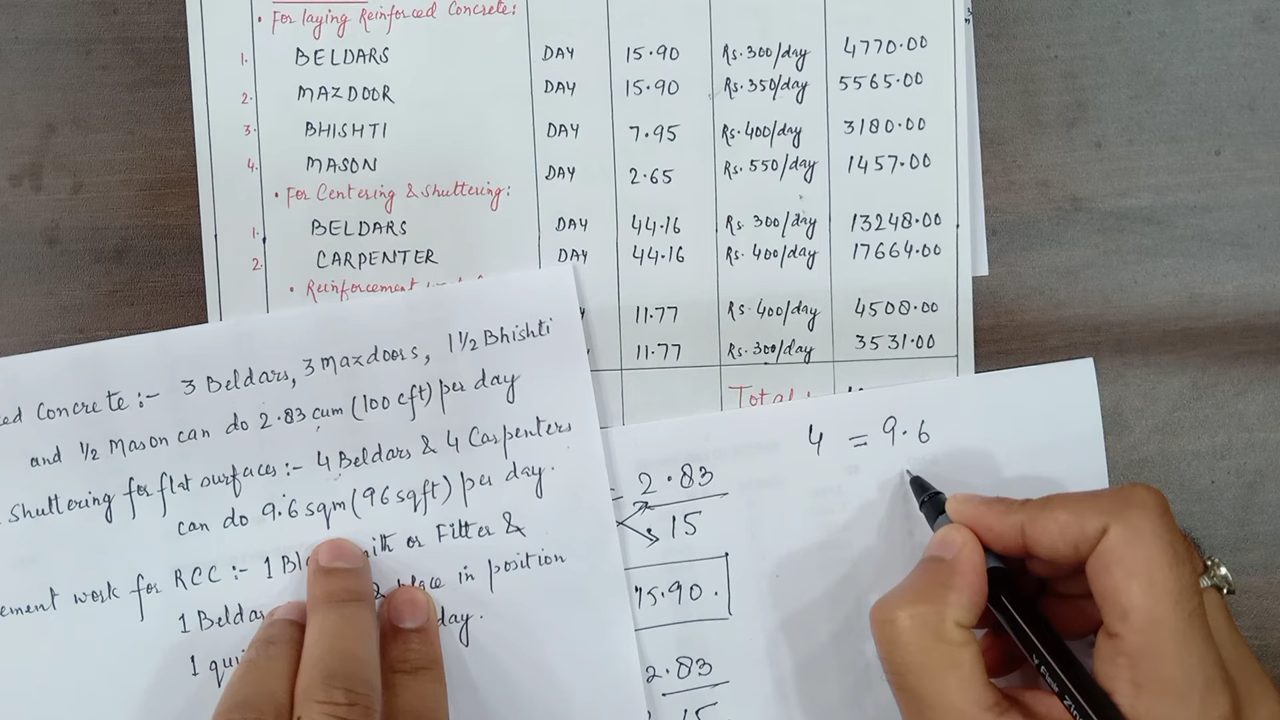 • For laying Reinforced Concrete:
1. BELDARS DAY 15.90 Rs.300/day 4770.00
2. MAZDOOR DAY 15.90 Rs.350/day 5565.00
3. BHISHTI DAY 7.95 Rs.400/day 3180.00
4. MASON DAY 2.65 Rs.550/day 1457.00
• For Centering & Shuttering:
1. BELDARS DAY 44.16 Rs.300/day 13248.00
2. CARPENTER DAY 44.16 Rs.400/day 17664.00
• Reinforcement
11.77 Rs.400/day 4508.00
11.77 Rs.300/day 3531.00
Total:
Concrete :- 3 Beldars, 3 mazdoors, 1 1/2 Bhishti
and 1/2 Mason can do 2.83 cum (100 cft) per day
Shuttering for flat surfaces :- 4 Beldars & 4 Carpenters
can do 9.6 sqm (96 sqft) per day.
work for RCC :- 1 or Fitter &
1 & place in position
1 day.
= 2.83
15
15.90.
2.83
15
4 = 9.6
V Flex